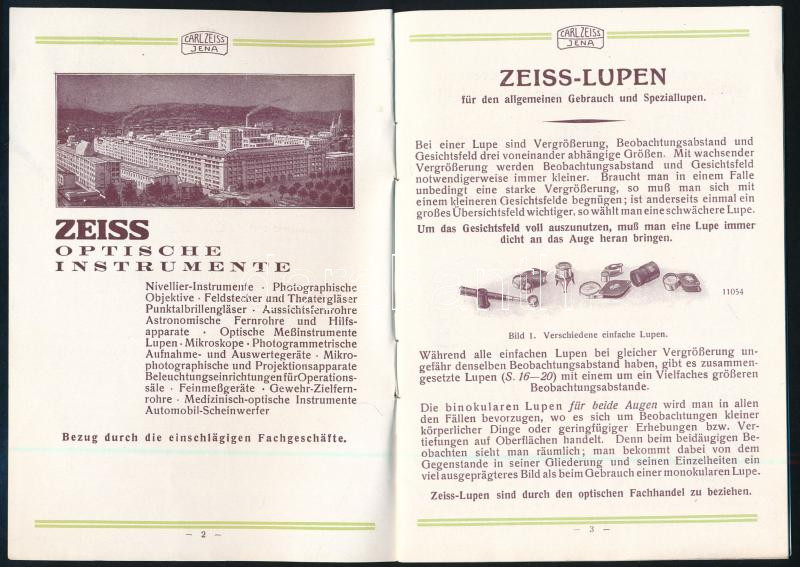 CARL ZEISS
JENA
ZEISS
OPTISCHE
INSTRUMENTE
Nivellier-Instrumente · Photographische
Objektive · Feldstecher und Theatergläser
Punktalbrillengläser · Aussichtsfernrohre
Astronomische Fernrohre und Hilfs-
apparate · Optische Meßinstrumente
Lupen · Mikroskope · Photogrammetrische
Aufnahme- und Auswertegeräte · Mikro-
photographische und Projektionsapparate
Beleuchtungseinrichtungen für Operations-
säle · Feinmeßgeräte · Gewehr-Zielfern-
rohre · Medizinisch-optische Instrumente
Automobil-Scheinwerfer
Bezug durch die einschlägigen Fachgeschäfte.
— 2 —
CARL ZEISS
JENA
ZEISS-LUPEN
für den allgemeinen Gebrauch und Speziallupen.
Bei einer Lupe sind Vergrößerung, Beobachtungsabstand und
Gesichtsfeld drei voneinander abhängige Größen. Mit wachsender
Vergrößerung werden Beobachtungsabstand und Gesichtsfeld
notwendigerweise immer kleiner. Braucht man in einem Falle
unbedingt eine starke Vergrößerung, so muß man sich mit
einem kleineren Gesichtsfelde begnügen; ist anderseits einmal ein
großes Übersichtsfeld wichtiger, so wählt man eine schwächere Lupe.
Um das Gesichtsfeld voll auszunutzen, muß man eine Lupe immer
dicht an das Auge heran bringen.
11054
Bild 1. Verschiedene einfache Lupen.
Während alle einfachen Lupen bei gleicher Vergrößerung un-
gefähr denselben Beobachtungsabstand haben, gibt es zusammen-
gesetzte Lupen (S. 16—20) mit einem um ein Vielfaches größeren
Beobachtungsabstande.
Die binokularen Lupen für beide Augen wird man in allen
den Fällen bevorzugen, wo es sich um Beobachtungen kleiner
körperlicher Dinge oder geringfügiger Erhebungen bzw. Ver-
tiefungen auf Oberflächen handelt. Denn beim beidäugigen Be-
obachten sieht man räumlich; man bekommt dabei von dem
Gegenstande in seiner Gliederung und seinen Einzelheiten ein
viel ausgeprägteres Bild als beim Gebrauch einer monokularen Lupe.
Zeiss-Lupen sind durch den optischen Fachhandel zu beziehen.
— 3 —